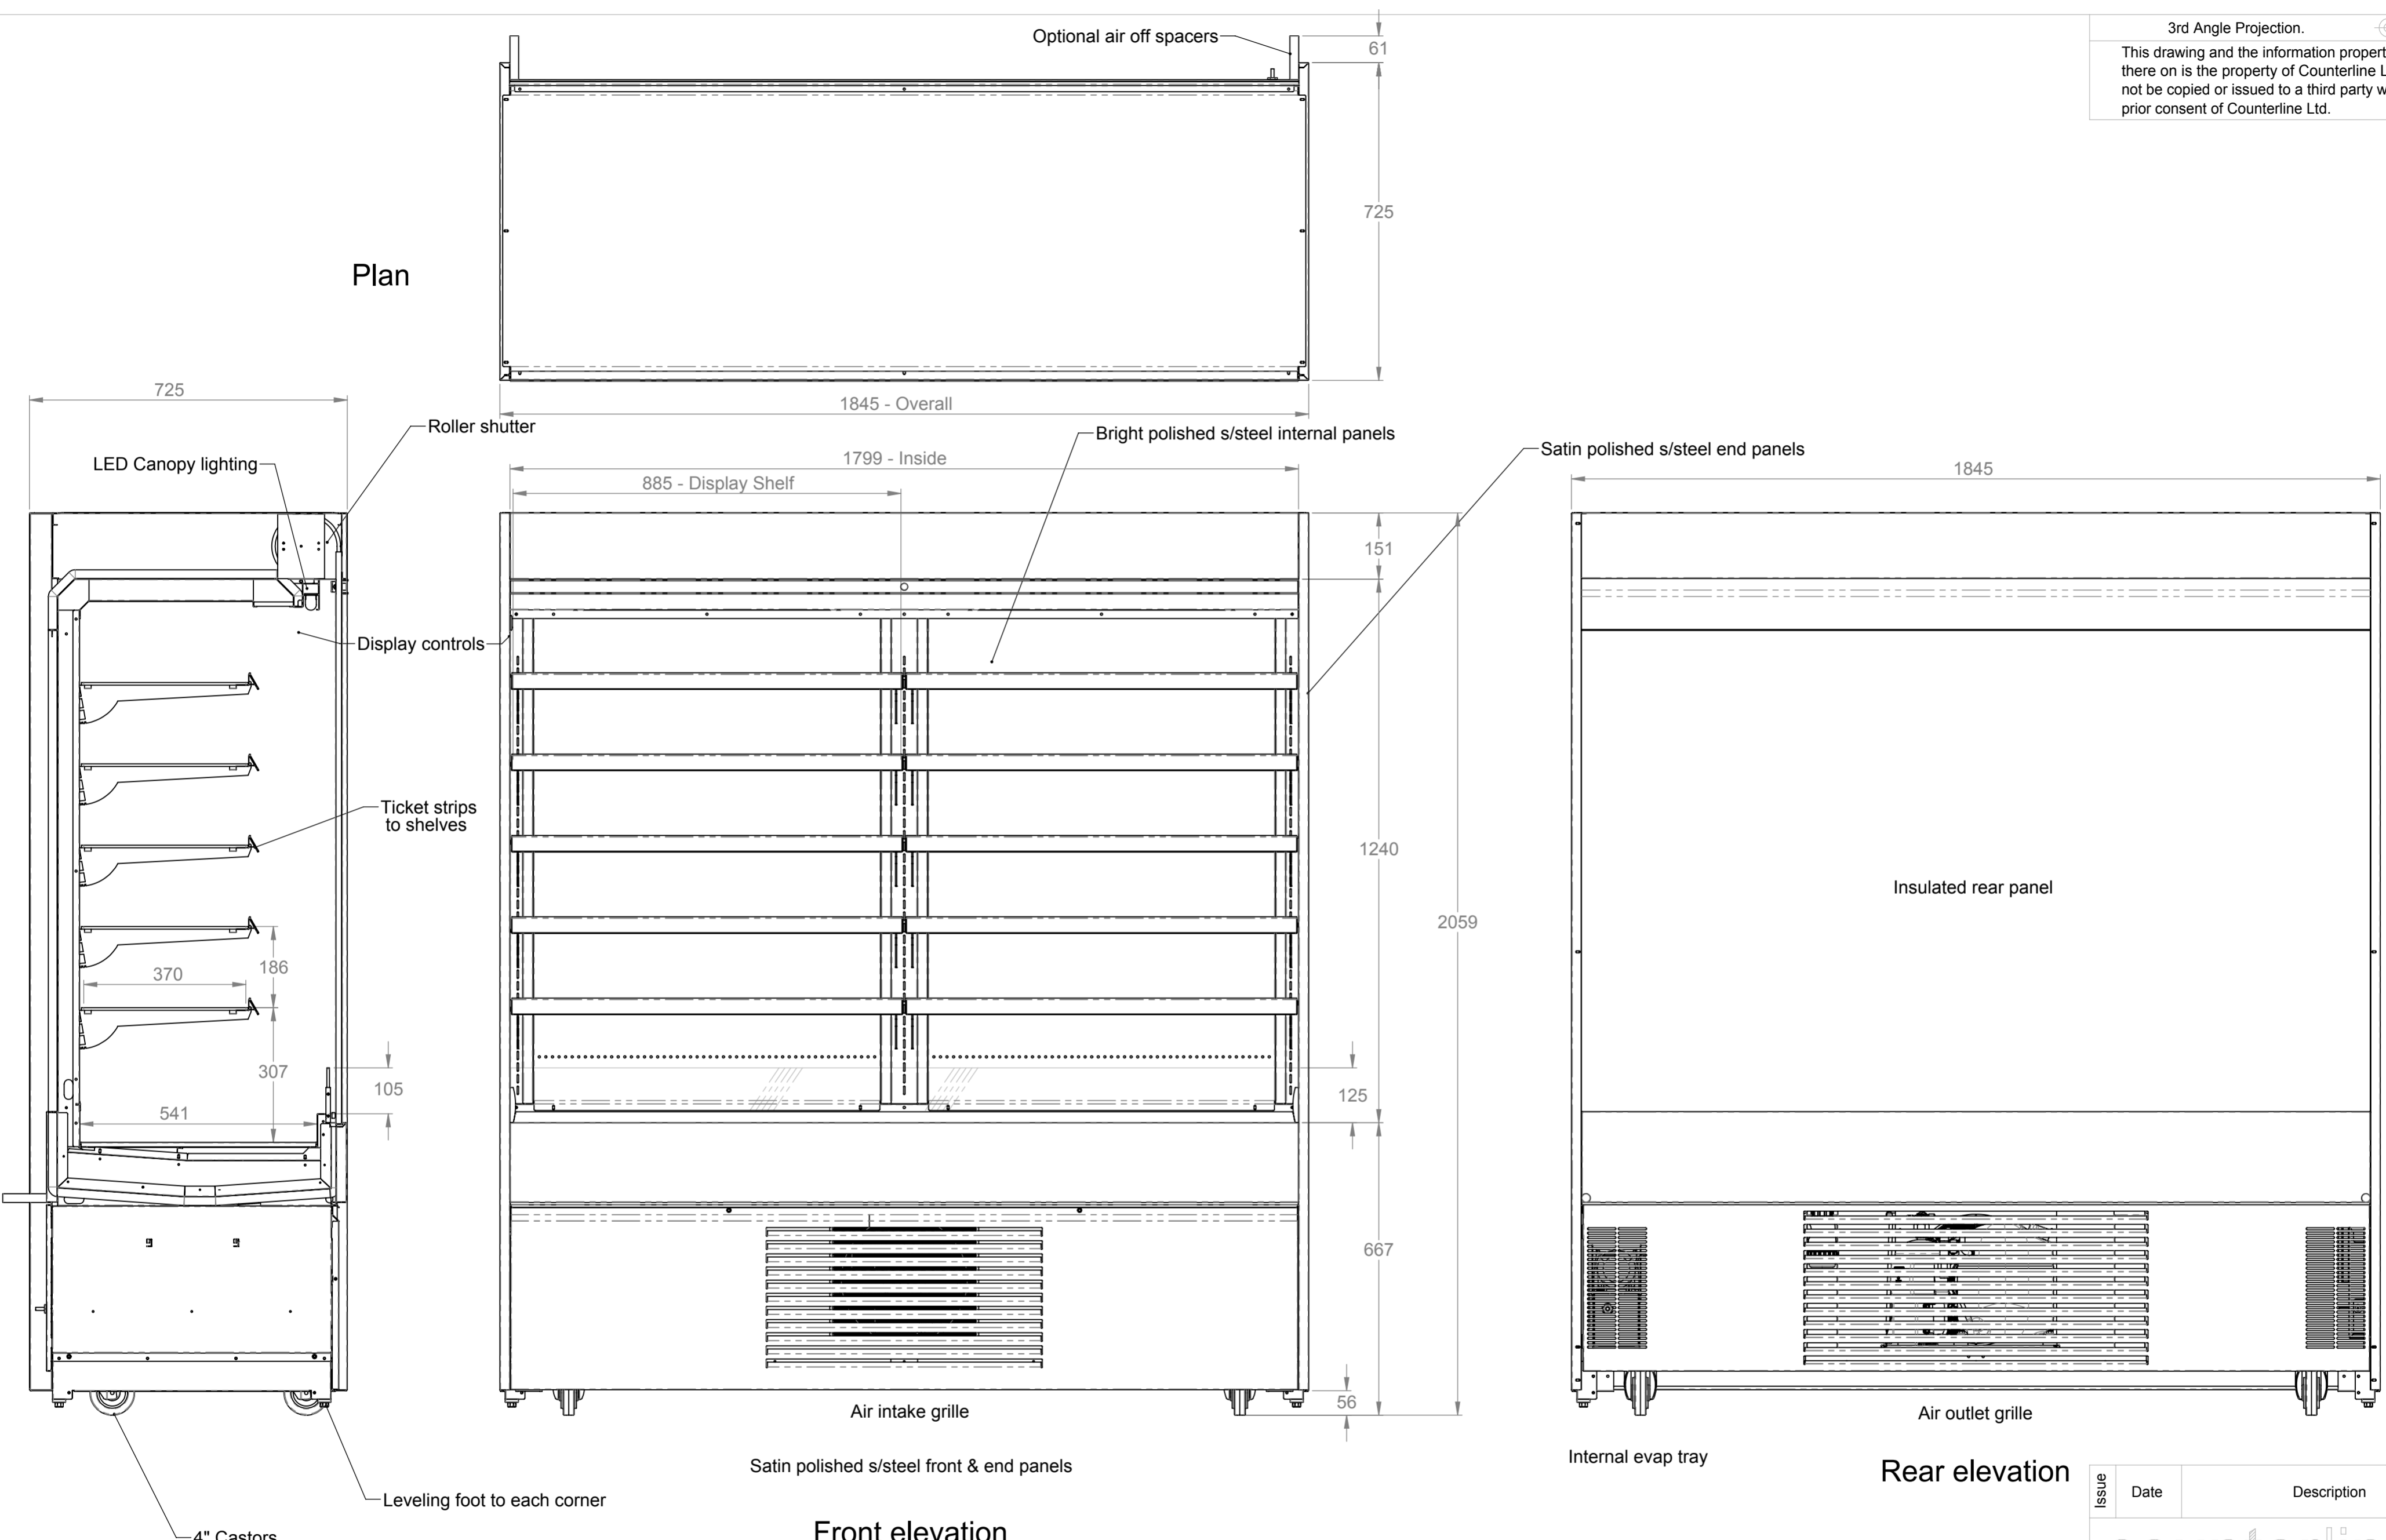 Optional air off spacers
61
3rd Angle Projection.
This drawing and the information
there on is the property of Counterline
not be copied or issued to a third party
prior consent of Counterline Ltd.
725
Plan
1845 - Overall
725
Roller shutter
LED Canopy lighting
Bright polished s/steel internal panels
Satin polished s/steel end panels
1799 - Inside
885 - Display Shelf
1845
151
Display controls
Ticket strips
to shelves
1240
2059
Insulated rear panel
186
370
307
105
541
125
667
56
Air intake grille
Air outlet grille
Satin polished s/steel front & end panels
Internal evap tray
Rear elevation
Leveling foot to each corner
4" Castors
Front elevation
Issue
Date
Description